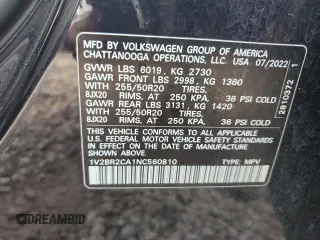 MFD BY VOLKSWAGEN GROUP OF AMERICA
CHATTANOOGA OPERATIONS, LLC. USA 07/2022
GVWR LBS 6019, KG 2730
GAWR FRONT LBS 2998, KG 1360
WITH 255/50R20 TIRES,
8JX20 RIMS, AT 250 KPA, 36 PSI COLD
GAWR REAR LBS 3131, KG 1420
WITH 255/50R20 TIRES,
8JX20 RIMS, AT 250 KPA, 36 PSI COLD
THIS VEHICLE CONFORMS TO ALL APPLICABLE
FEDERAL MOTOR VEHICLE SAFETY STANDARDS IN
EFFECT ON THE DATE OF MANUFACTURE SHOWN ABOVE.
1V2BR2CA1NC560810 TYPE: MPV
2810372 1
DISMANTLED.COM